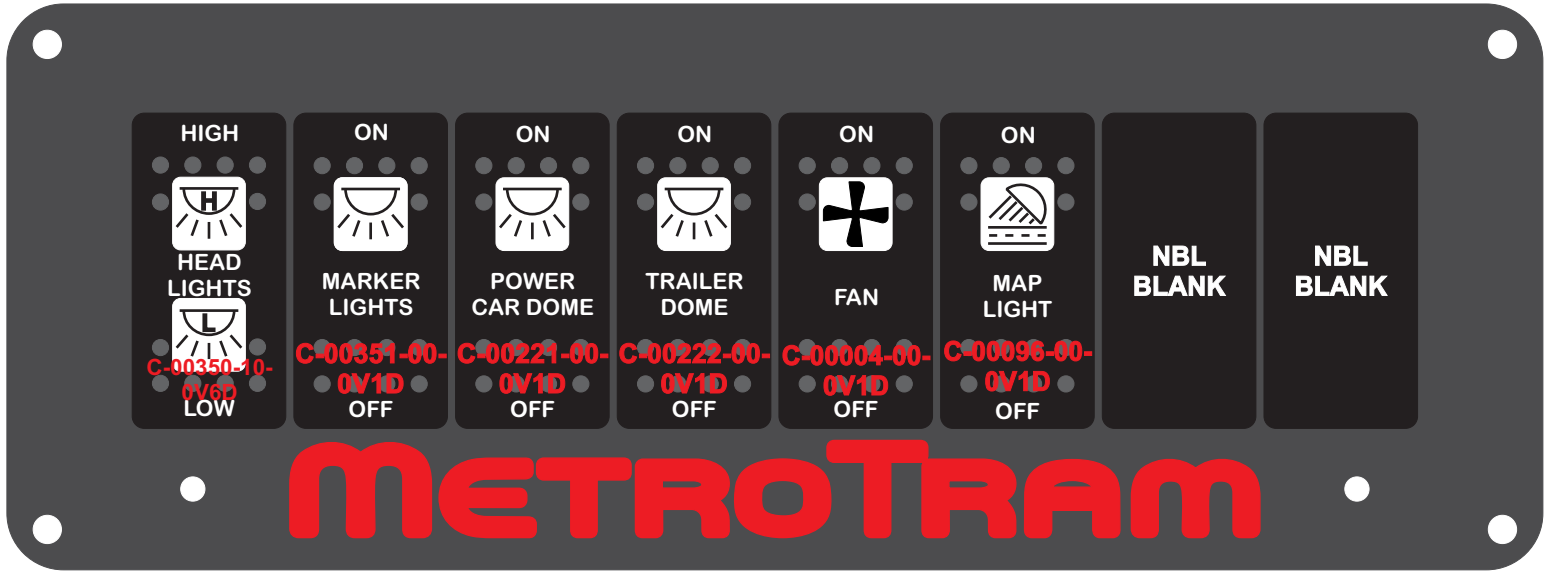 HIGH
H
HEAD
LIGHTS
L
C-00350-10-
0V6D
LOW
ON
MARKER
LIGHTS
C-00351-00-
0V1D
OFF
ON
POWER
CAR DOME
C-00221-00-
0V1D
OFF
ON
TRAILER
DOME
C-00222-00-
0V1D
OFF
ON
FAN
C-00004-00-
0V1D
OFF
ON
MAP
LIGHT
C-00096-00-
0V1D
OFF
NBL
BLANK
NBL
BLANK
METROTRAM